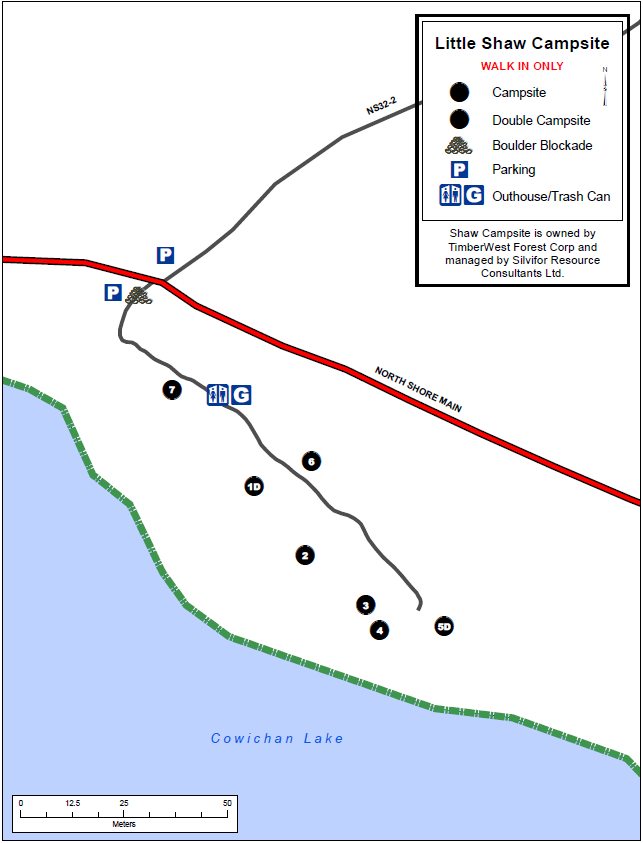 Little Shaw Campsite
WALK IN ONLY
N
Campsite
Double Campsite
Boulder Blockade
P Parking
G Outhouse/Trash Can
Shaw Campsite is owned by
TimberWest Forest Corp and
managed by Silvifor Resource
Consultants Ltd.
NS32-2
P
P
NORTH SHORE MAIN
7
G
6
1D
2
3
4
5D
Cowichan Lake
0 12.5 25 50
Meters